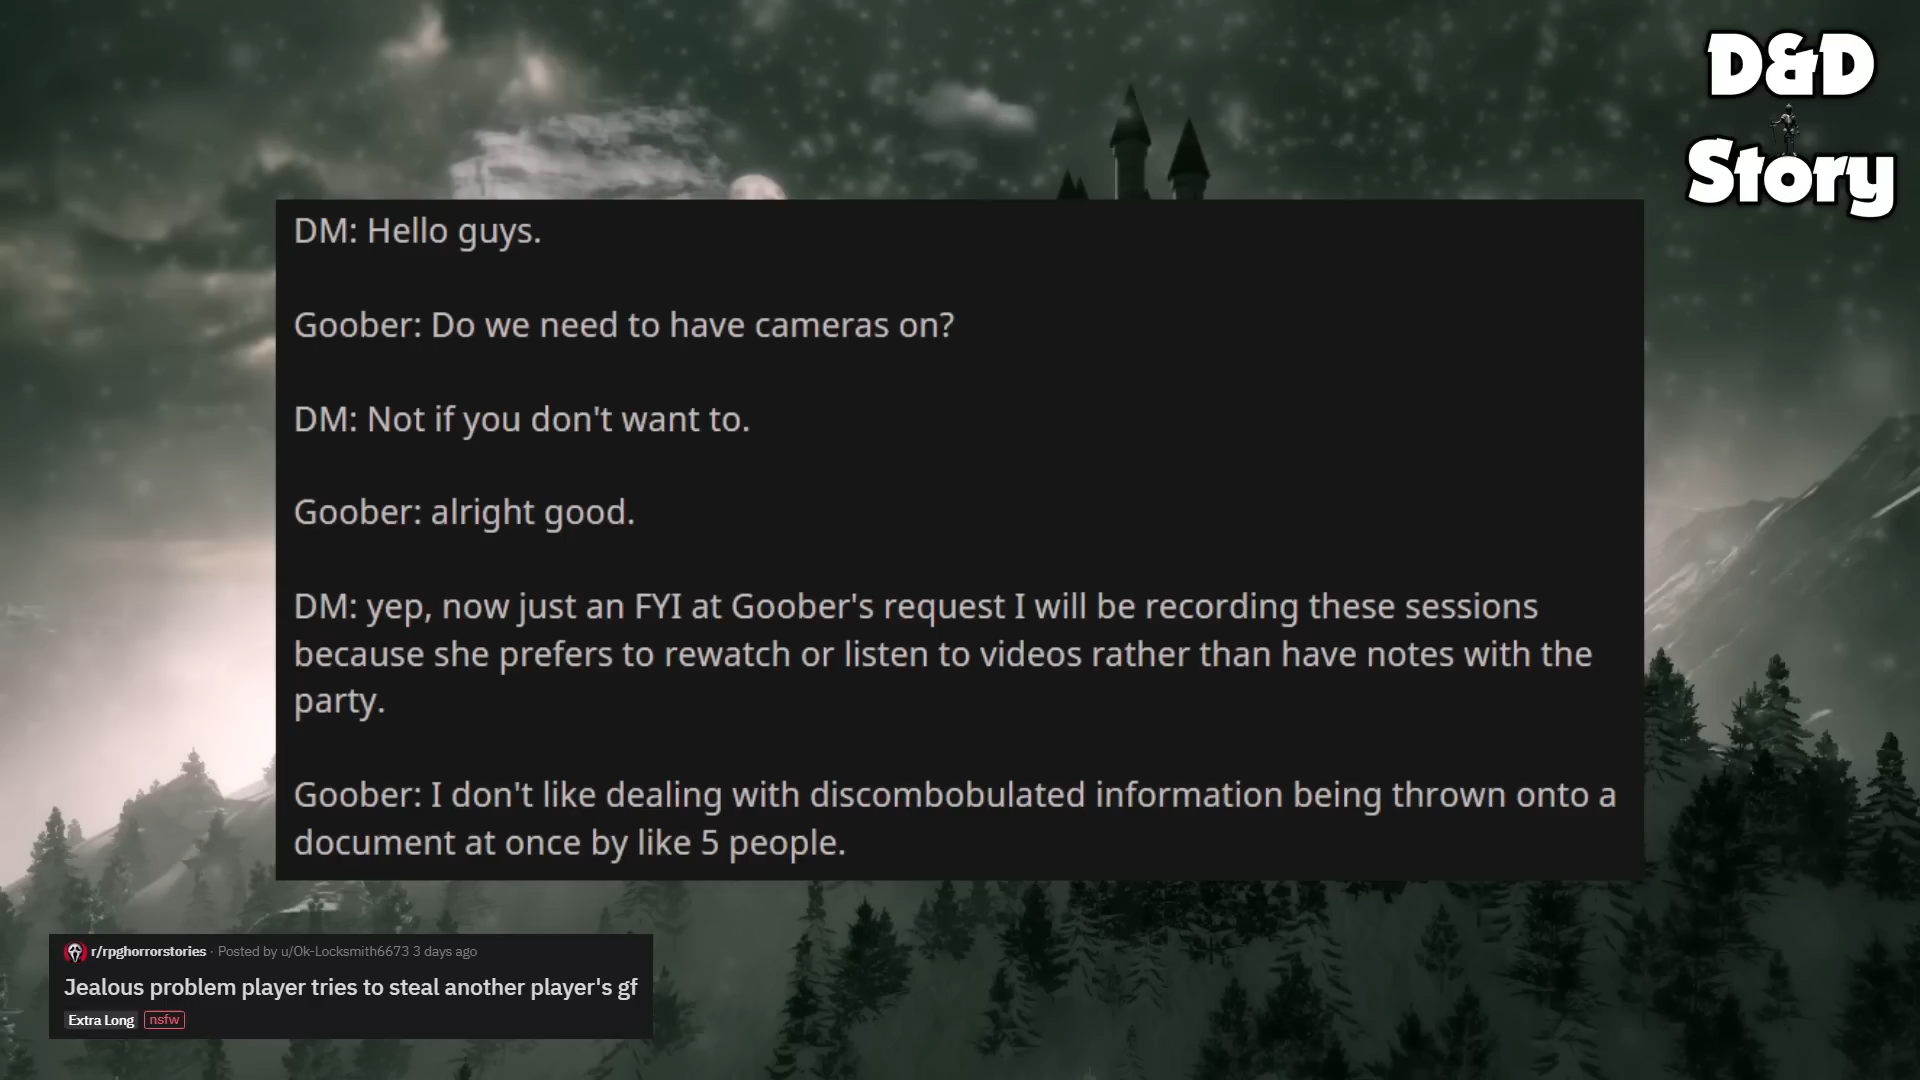 D&D
Story
DM: Hello guys.
Goober: Do we need to have cameras on?
DM: Not if you don't want to.
Goober: alright good.
DM: yep, now just an FYI at Goober's request I will be recording these sessions
because she prefers to rewatch or listen to videos rather than have notes with the
party.
Goober: I don't like dealing with discombobulated information being thrown onto a
document at once by like 5 people.
r/rpghorrorstories · Posted by u/Ok-Locksmith6673 3 days ago
Jealous problem player tries to steal another player's gf
Extra Long nsfw